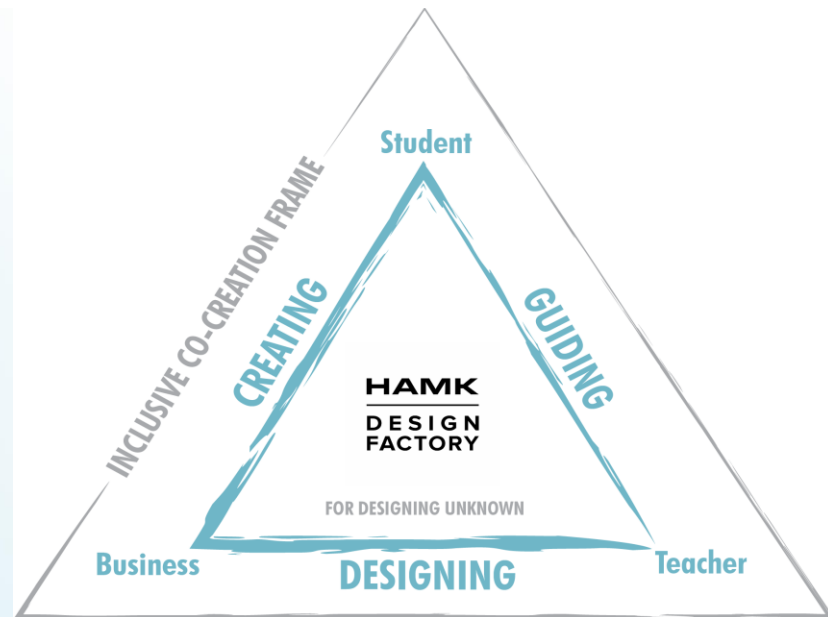 Student
INCLUSIVE CO-CREATION FRAME
CREATING
GUIDING
HAMK
DESIGN
FACTORY
FOR DESIGNING UNKNOWN
Business
DESIGNING
Teacher